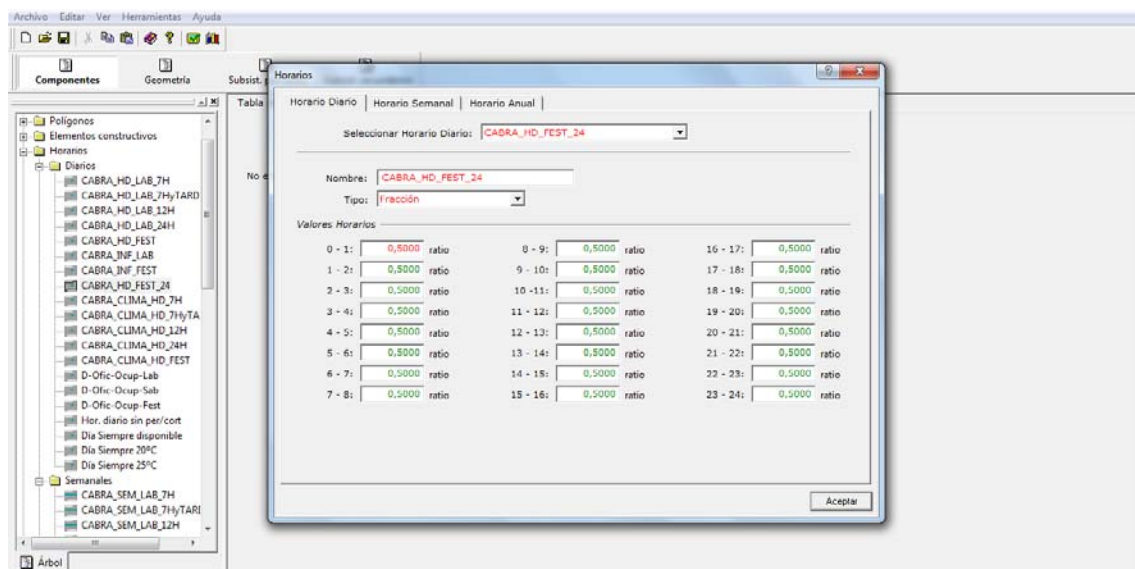 Archivo Editar Ver Herramientas Ayuda
Componentes
Geometría
Subsist.
Árbol
Polígonos
Elementos constructivos
Horarios
Diarios
CABRA_HD_LAB_7H
CABRA_HD_LAB_7HyTARD
CABRA_HD_LAB_12H
CABRA_HD_LAB_24H
CABRA_HD_FEST
CABRA_INF_LAB
CABRA_INF_FEST
CABRA_HD_FEST_24
CABRA_CLIMA_HD_7H
CABRA_CLIMA_HD_7HyTA
CABRA_CLIMA_HD_12H
CABRA_CLIMA_HD_24H
CABRA_CLIMA_HD_FEST
D-Ofic-Ocup-Lab
D-Ofic-Ocup-Sab
D-Ofic-Ocup-Fest
Hor. diario sin per/cort
Dia Siempre disponible
Día Siempre 20ºC
Día Siempre 25ºC
Semanales
CABRA_SEM_LAB_7H
CABRA_SEM_LAB_7HyTARI
CABRA_SEM_LAB_12H
Tabla
No e
Horarios
Horario Diario Horario Semanal Horario Anual
Seleccionar Horario Diario: CABRA_HD_FEST_24
Nombre: CABRA_HD_FEST_24
Tipo: Fracción
Valores Horarios
0 - 1: 0,5000 ratio 8 - 9: 0,5000 ratio 16 - 17: 0,5000 ratio
1 - 2: 0,5000 ratio 9 - 10: 0,5000 ratio 17 - 18: 0,5000 ratio
2 - 3: 0,5000 ratio 10 -11: 0,5000 ratio 18 - 19: 0,5000 ratio
3 - 4: 0,5000 ratio 11 - 12: 0,5000 ratio 19 - 20: 0,5000 ratio
4 - 5: 0,5000 ratio 12 - 13: 0,5000 ratio 20 - 21: 0,5000 ratio
5 - 6: 0,5000 ratio 13 - 14: 0,5000 ratio 21 - 22: 0,5000 ratio
6 - 7: 0,5000 ratio 14 - 15: 0,5000 ratio 22 - 23: 0,5000 ratio
7 - 8: 0,5000 ratio 15 - 16: 0,5000 ratio 23 - 24: 0,5000 ratio
Aceptar